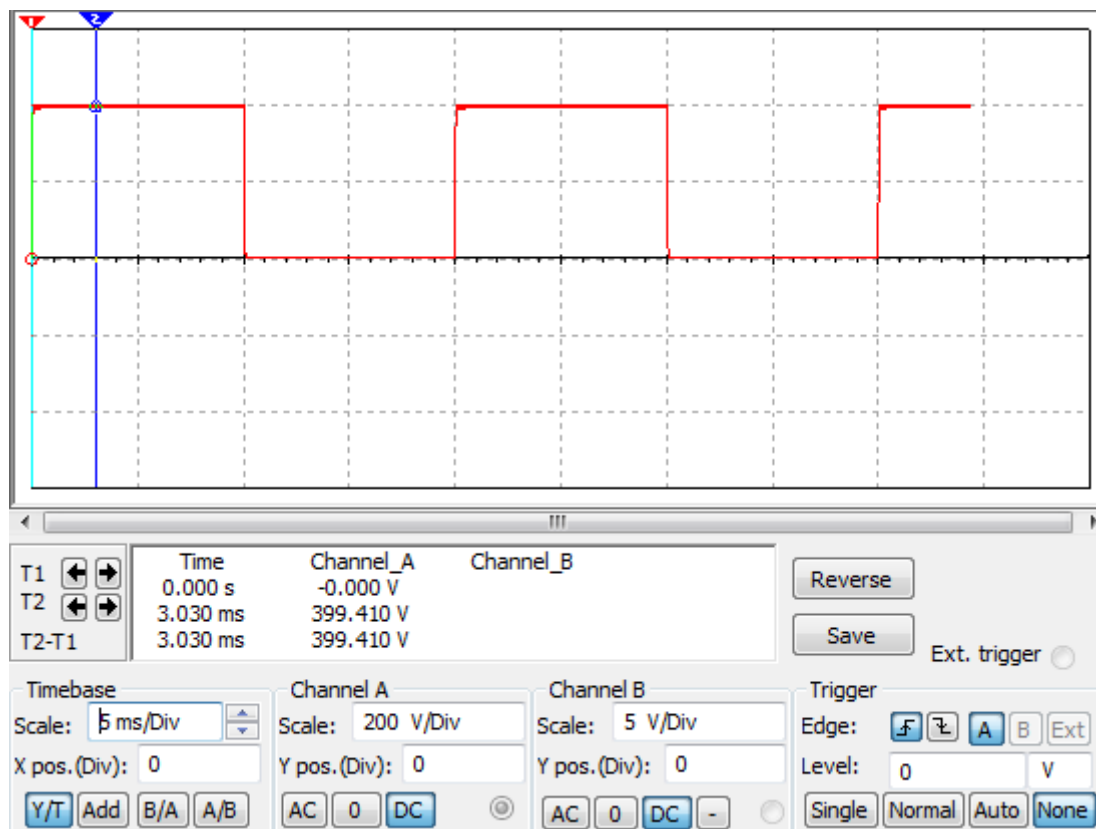 1 2
T1 T2 T2-T1
Time Channel_A Channel_B
0.000 s -0.000 V
3.030 ms 399.410 V
3.030 ms 399.410 V
Reverse
Save
Ext. trigger
Timebase
Scale: 5 ms/Div
X pos.(Div): 0
Y/T Add B/A A/B
Channel A
Scale: 200 V/Div
Y pos.(Div): 0
AC 0 DC
Channel B
Scale: 5 V/Div
Y pos.(Div): 0
AC 0 DC -
Trigger
Edge: A B Ext
Level: 0 V
Single Normal Auto None